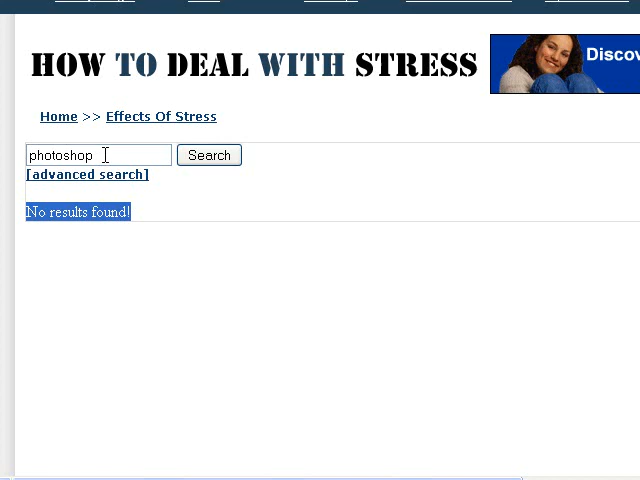 HOW TO DEAL WITH STRESS
Discov
Home >> Effects Of Stress
photoshop
Search
[advanced search]
No results found!